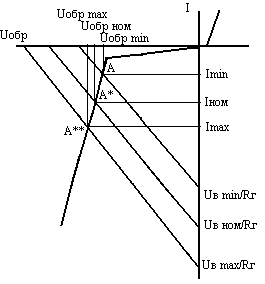 I
Uобр max
Uобр ном
Uобр
Uобр min
A
Imin
A*
Iном
A**
Imax
Uв min/Rг
Uв ном/Rг
Uв max/Rг